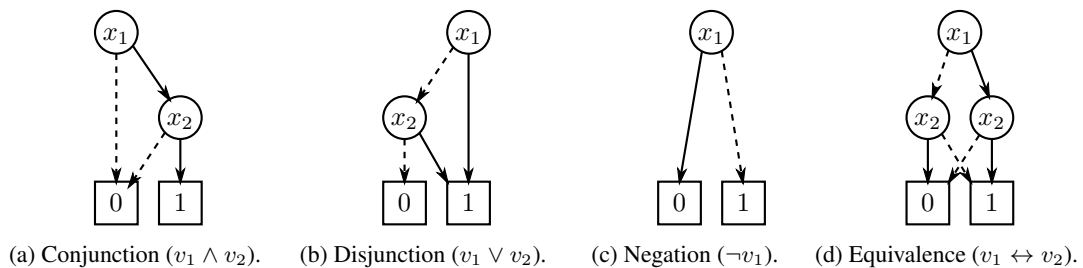 x₁ x₁ x₁ x₁
x₂ x₂ x₂ x₂
0 1 0 1 0 1 0 1
(a) Conjunction (v₁ ∧ v₂). (b) Disjunction (v₁ ∨ v₂). (c) Negation (¬v₁). (d) Equivalence (v₁ ↔ v₂).